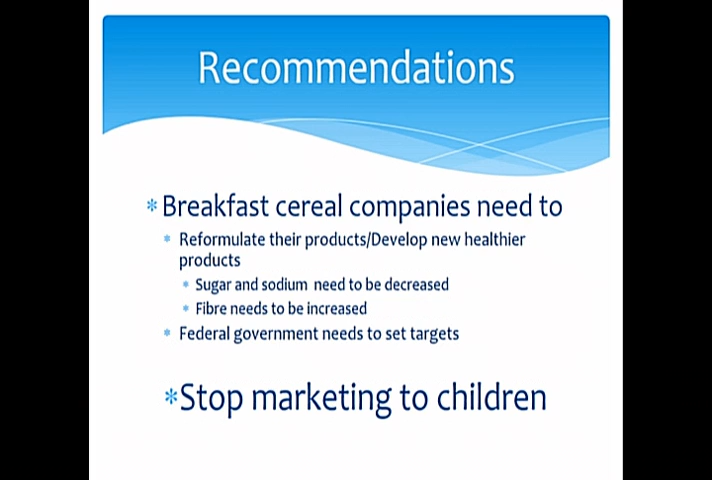 Recommendations
*Breakfast cereal companies need to
* Reformulate their products/Develop new healthier
products
* Sugar and sodium need to be decreased
* Fibre needs to be increased
* Federal government needs to set targets
*Stop marketing to children